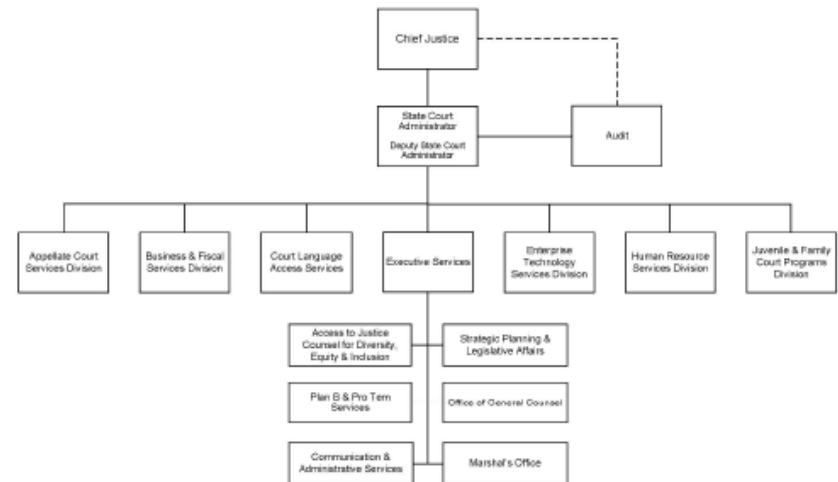 Chief Justice
State Court
Administrator
Deputy State Court
Administrator
Audit
Appellate Court
Services Division
Business & Fiscal
Services Division
Court Language
Access Services
Executive Services
Enterprise
Technology
Services Division
Human Resource
Services Division
Juvenile & Family
Court Programs
Division
Access to Justice
Counsel for Diversity,
Equity & Inclusion
Strategic Planning &
Legislative Affairs
Plan B & Pro Tem
Services
Office of General Counsel
Communication &
Administrative Services
Marshal's Office